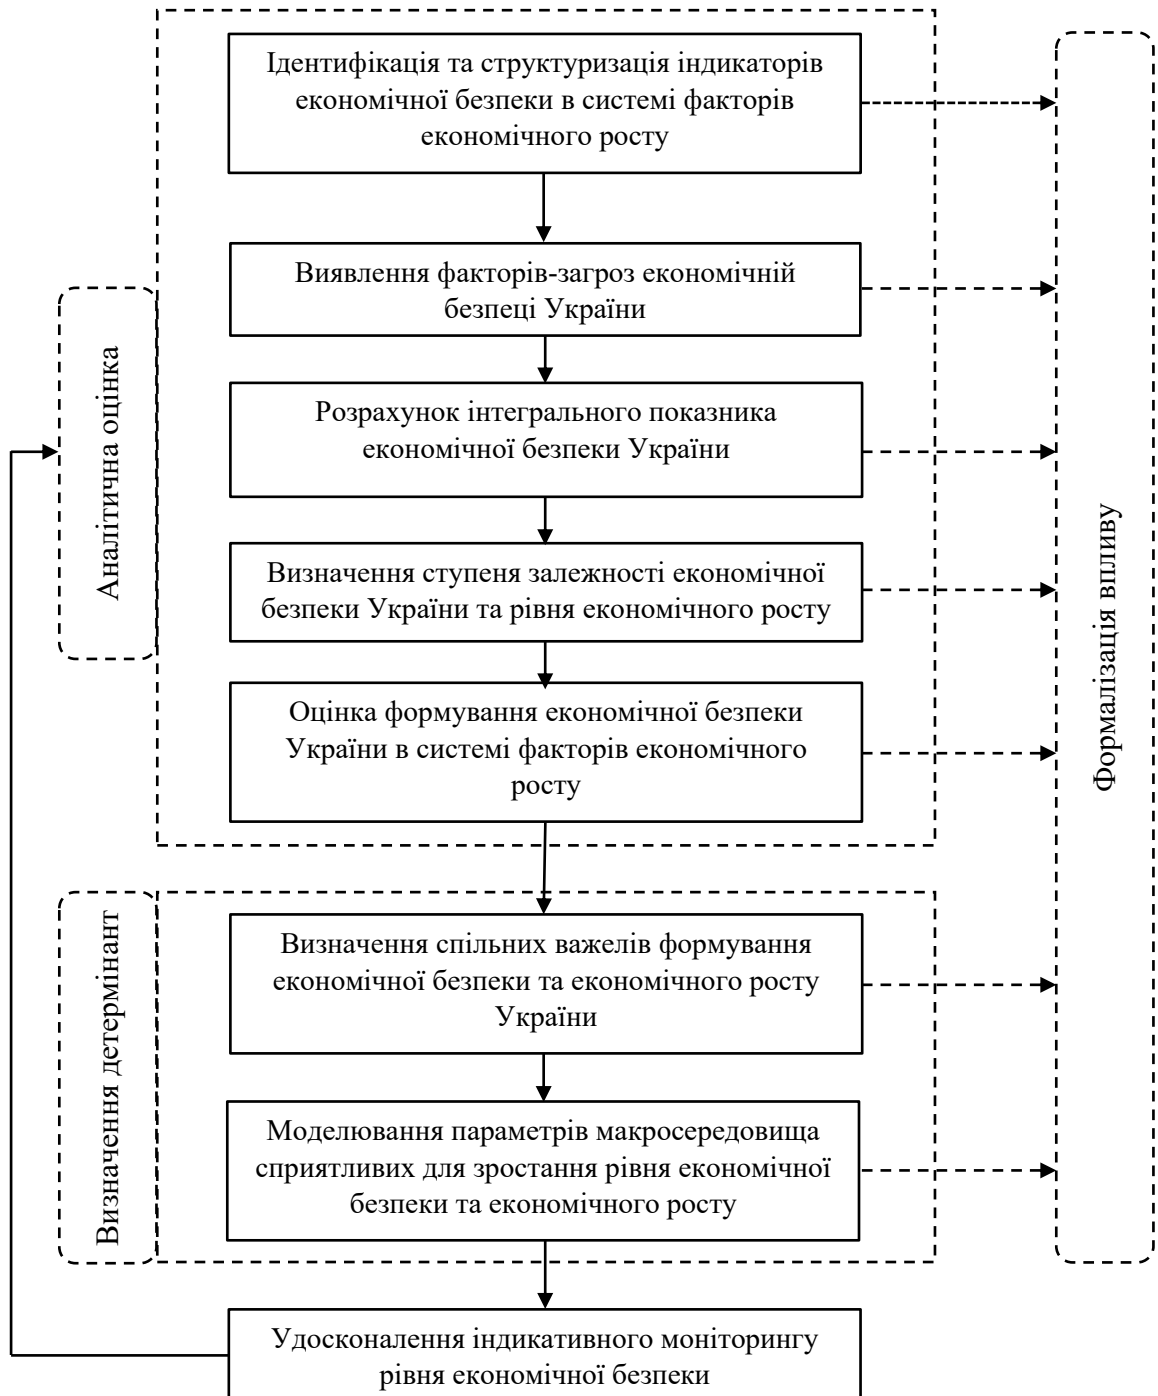 Ідентифікація та структуризація індикаторів
економічної безпеки в системі факторів
економічного росту
Виявлення факторів-загроз економічній
безпеці України
Розрахунок інтегрального показника
економічної безпеки України
Визначення ступеня залежності економічної
безпеки України та рівня економічного росту
Оцінка формування економічної безпеки
України в системі факторів економічного
росту
Аналітична оцінка
Формалізація впливу
Визначення спільних важелів формування
економічної безпеки та економічного росту
України
Моделювання параметрів макросередовища
сприятливих для зростання рівня економічної
безпеки та економічного росту
Визначення детермінант
Удосконалення індикативного моніторингу
рівня економічної безпеки